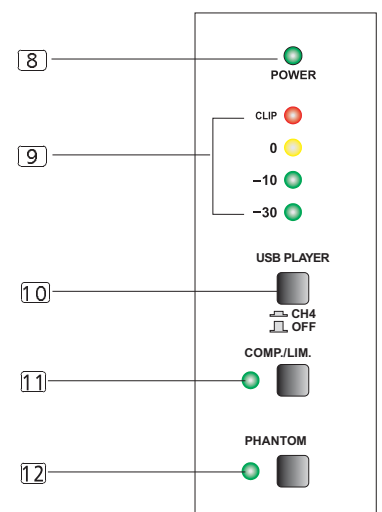 8
POWER
CLIP
9
0
−10
−30
USB PLAYER
10
CH4
OFF
COMP./LIM.
11
PHANTOM
12